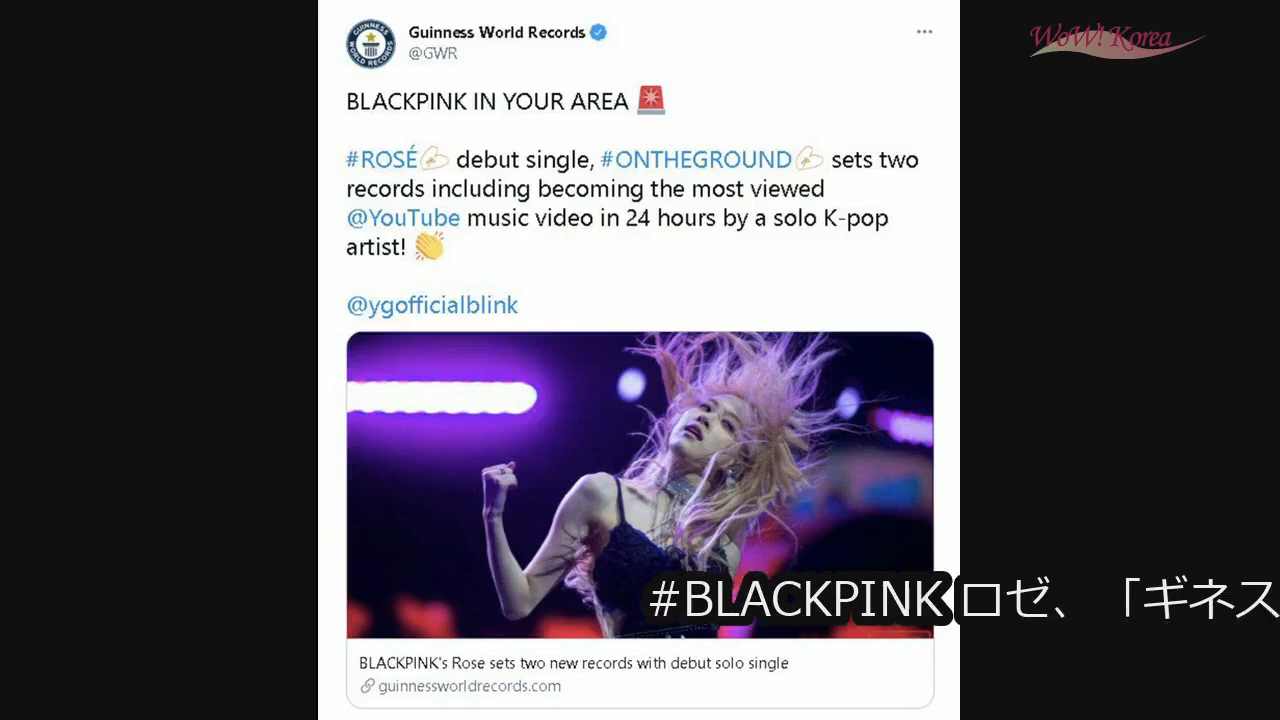 Guinness World Records
@GWR
WoW! Korea
BLACKPINK IN YOUR AREA
#ROSÉ debut single, #ONTHEGROUND sets two
records including becoming the most viewed
@YouTube music video in 24 hours by a solo K-pop
artist!
@ygofficialblink
#BLACKPINK ロゼ、「ギネス
BLACKPINK's Rose sets two new records with debut solo single
guinnessworldrecords.com